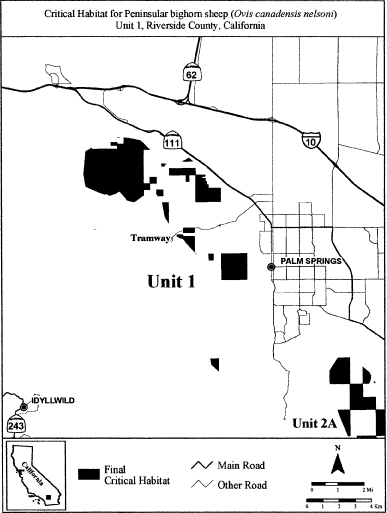 Critical Habitat for Peninsular bighorn sheep (Ovis canadensis nelsoni)
Unit 1, Riverside County, California
62
111
10
Tramway
PALM SPRINGS
Unit 1
IDYLLWILD
243
Unit 2A
California
Final
Critical Habitat
Main Road
Other Road
N
0 1 2 Mi
0 1 2 3 4 Km